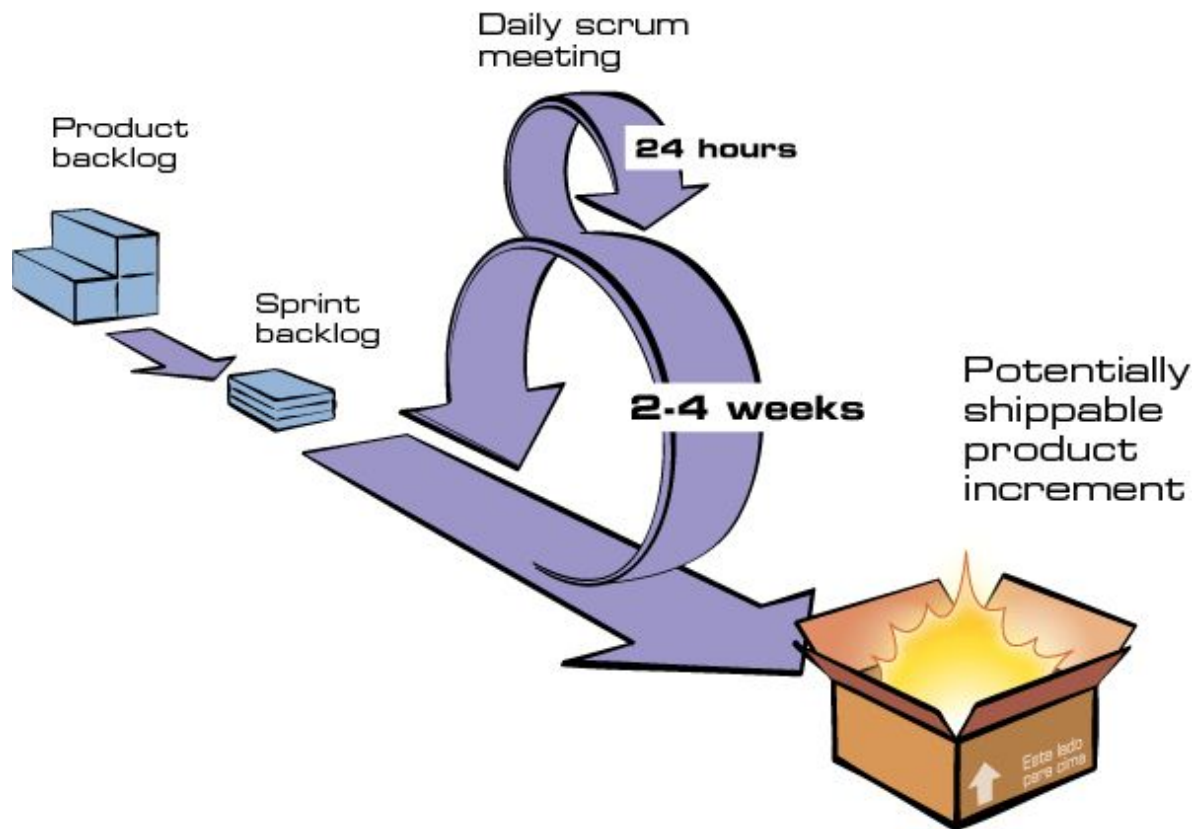 Daily scrum
meeting
24 hours
Product
backlog
Sprint
backlog
2-4 weeks
Potentially
shippable
product
increment
Este lado
para cima